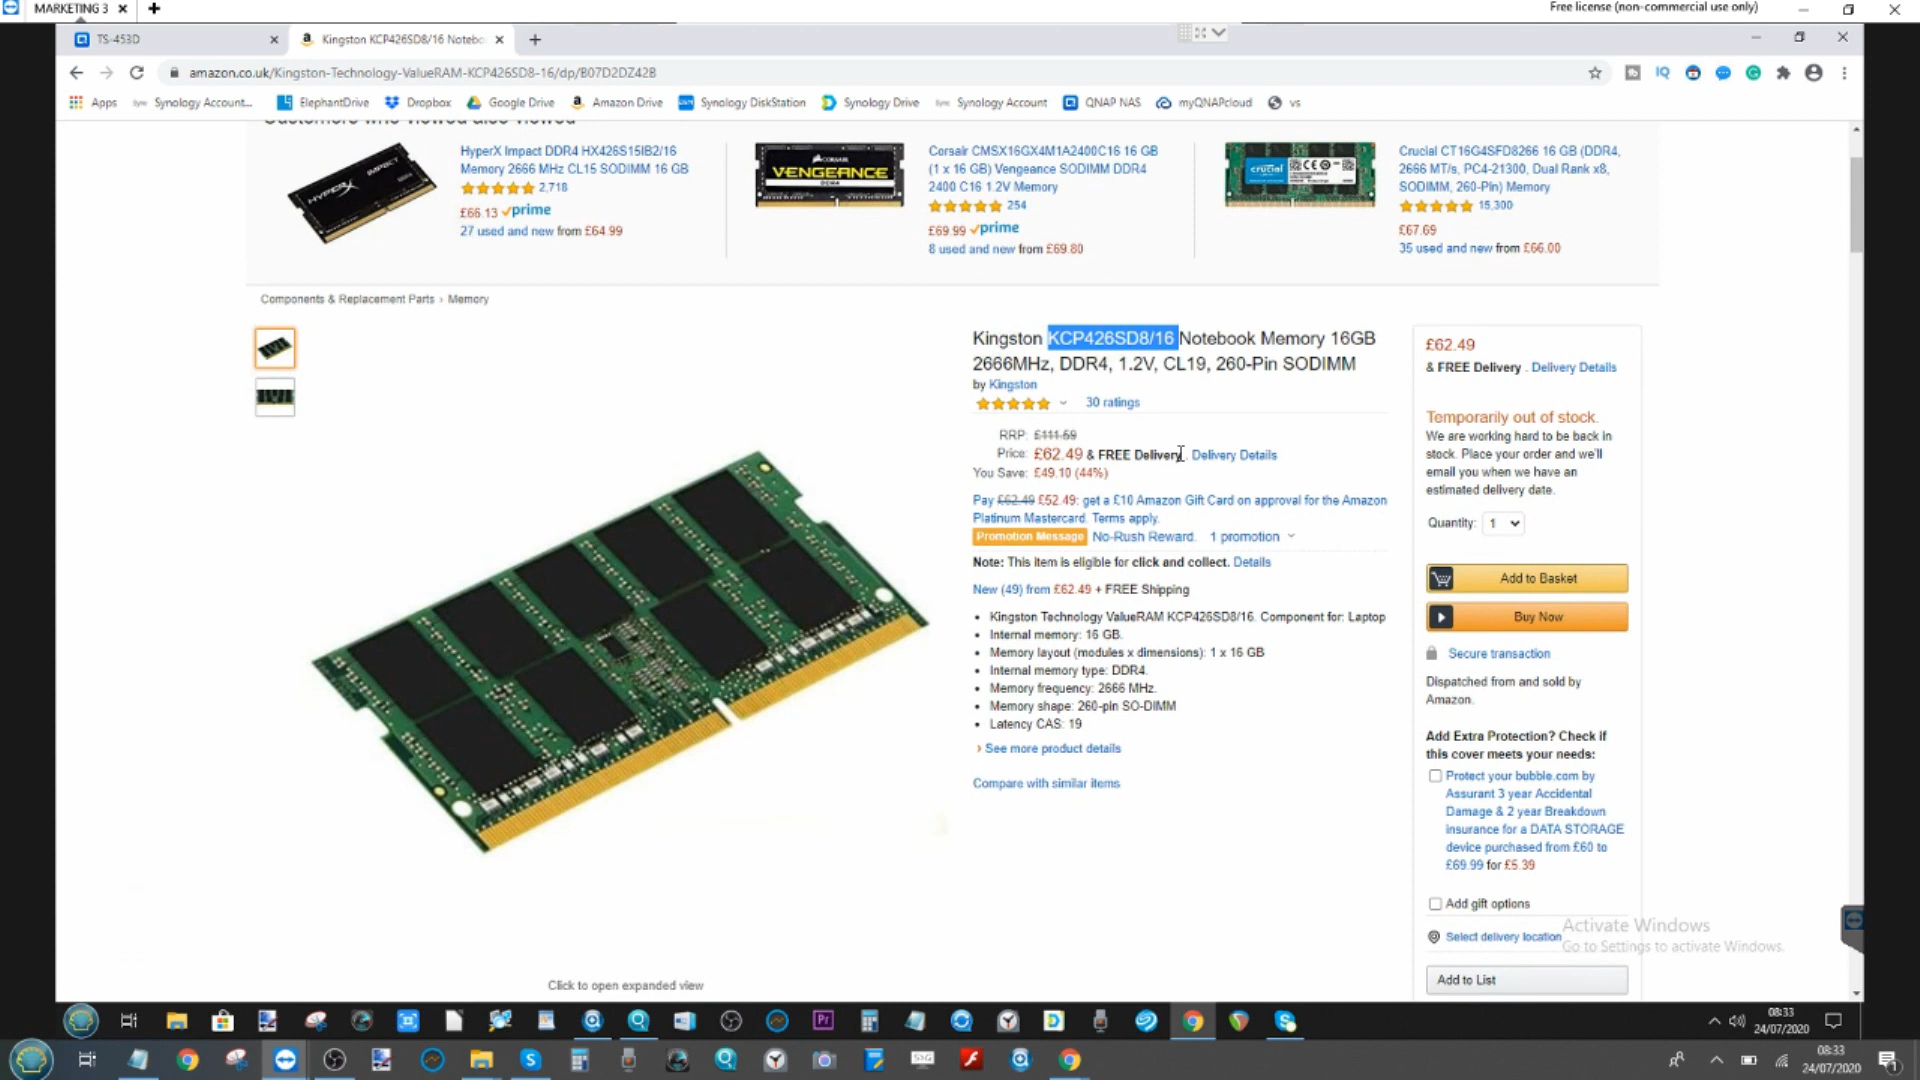 MARKETING 3
Free license (non-commercial use only)
TS-453D
Kingston KCP426SD8/16 Notebo
amazon.co.uk/Kingston-Technology-ValueRAM-KCP426SD8-16/dp/B07D2DZ42B
Apps
Synology Account...
ElephantDrive
Dropbox
Google Drive
Amazon Drive
Synology DiskStation
Synology Drive
Synology Account
QNAP NAS
myQNAPcloud
vs
Customers who viewed also viewed
HyperX Impact DDR4 HX426S15IB2/16
Memory 2666 MHz CL15 SODIMM 16 GB
2,718
£66.13 prime
27 used and new from £64.99
Corsair CMSX16GX4M1A2400C16 16 GB
(1 x 16 GB) Vengeance SODIMM DDR4
2400 C16 1.2V Memory
254
£69.99 prime
8 used and new from £69.80
Crucial CT16G4SFD8266 16 GB (DDR4,
2666 MT/s, PC4-21300, Dual Rank x8,
SODIMM, 260-Pin) Memory
15,300
£67.69
35 used and new from £66.00
HYPERX
IMPACT
CORSAIR
VENGEANCE
crucial
Components & Replacement Parts › Memory
Kingston KCP426SD8/16 Notebook Memory 16GB
2666MHz, DDR4, 1.2V, CL19, 260-Pin SODIMM
by Kingston
30 ratings
RRP: £111.59
Price: £62.49 & FREE Delivery . Delivery Details
You Save: £49.10 (44%)
Pay £62.49 £52.49: get a £10 Amazon Gift Card on approval for the Amazon
Platinum Mastercard. Terms apply.
Promotion Message No-Rush Reward. 1 promotion
Note: This item is eligible for click and collect. Details
New (49) from £62.49 + FREE Shipping
• Kingston Technology ValueRAM KCP426SD8/16. Component for: Laptop
• Internal memory: 16 GB.
• Memory layout (modules x dimensions): 1 x 16 GB
• Internal memory type: DDR4.
• Memory frequency: 2666 MHz.
• Memory shape: 260-pin SO-DIMM
• Latency CAS: 19
› See more product details
Compare with similar items
Click to open expanded view
£62.49
& FREE Delivery . Delivery Details
Temporarily out of stock.
We are working hard to be back in
stock. Place your order and we'll
email you when we have an
estimated delivery date.
Quantity: 1
Add to Basket
Buy Now
Secure transaction
Dispatched from and sold by
Amazon.
Add Extra Protection? Check if
this cover meets your needs:
Protect your bubble.com by
Assurant 3 year Accidental
Damage & 2 year Breakdown
insurance for a DATA STORAGE
device purchased from £60 to
£69.99 for £5.39
Add gift options
Select delivery location
Add to List
Activate Windows
Go to Settings to activate Windows.
08:33
24/07/2020
08:33
24/07/2020